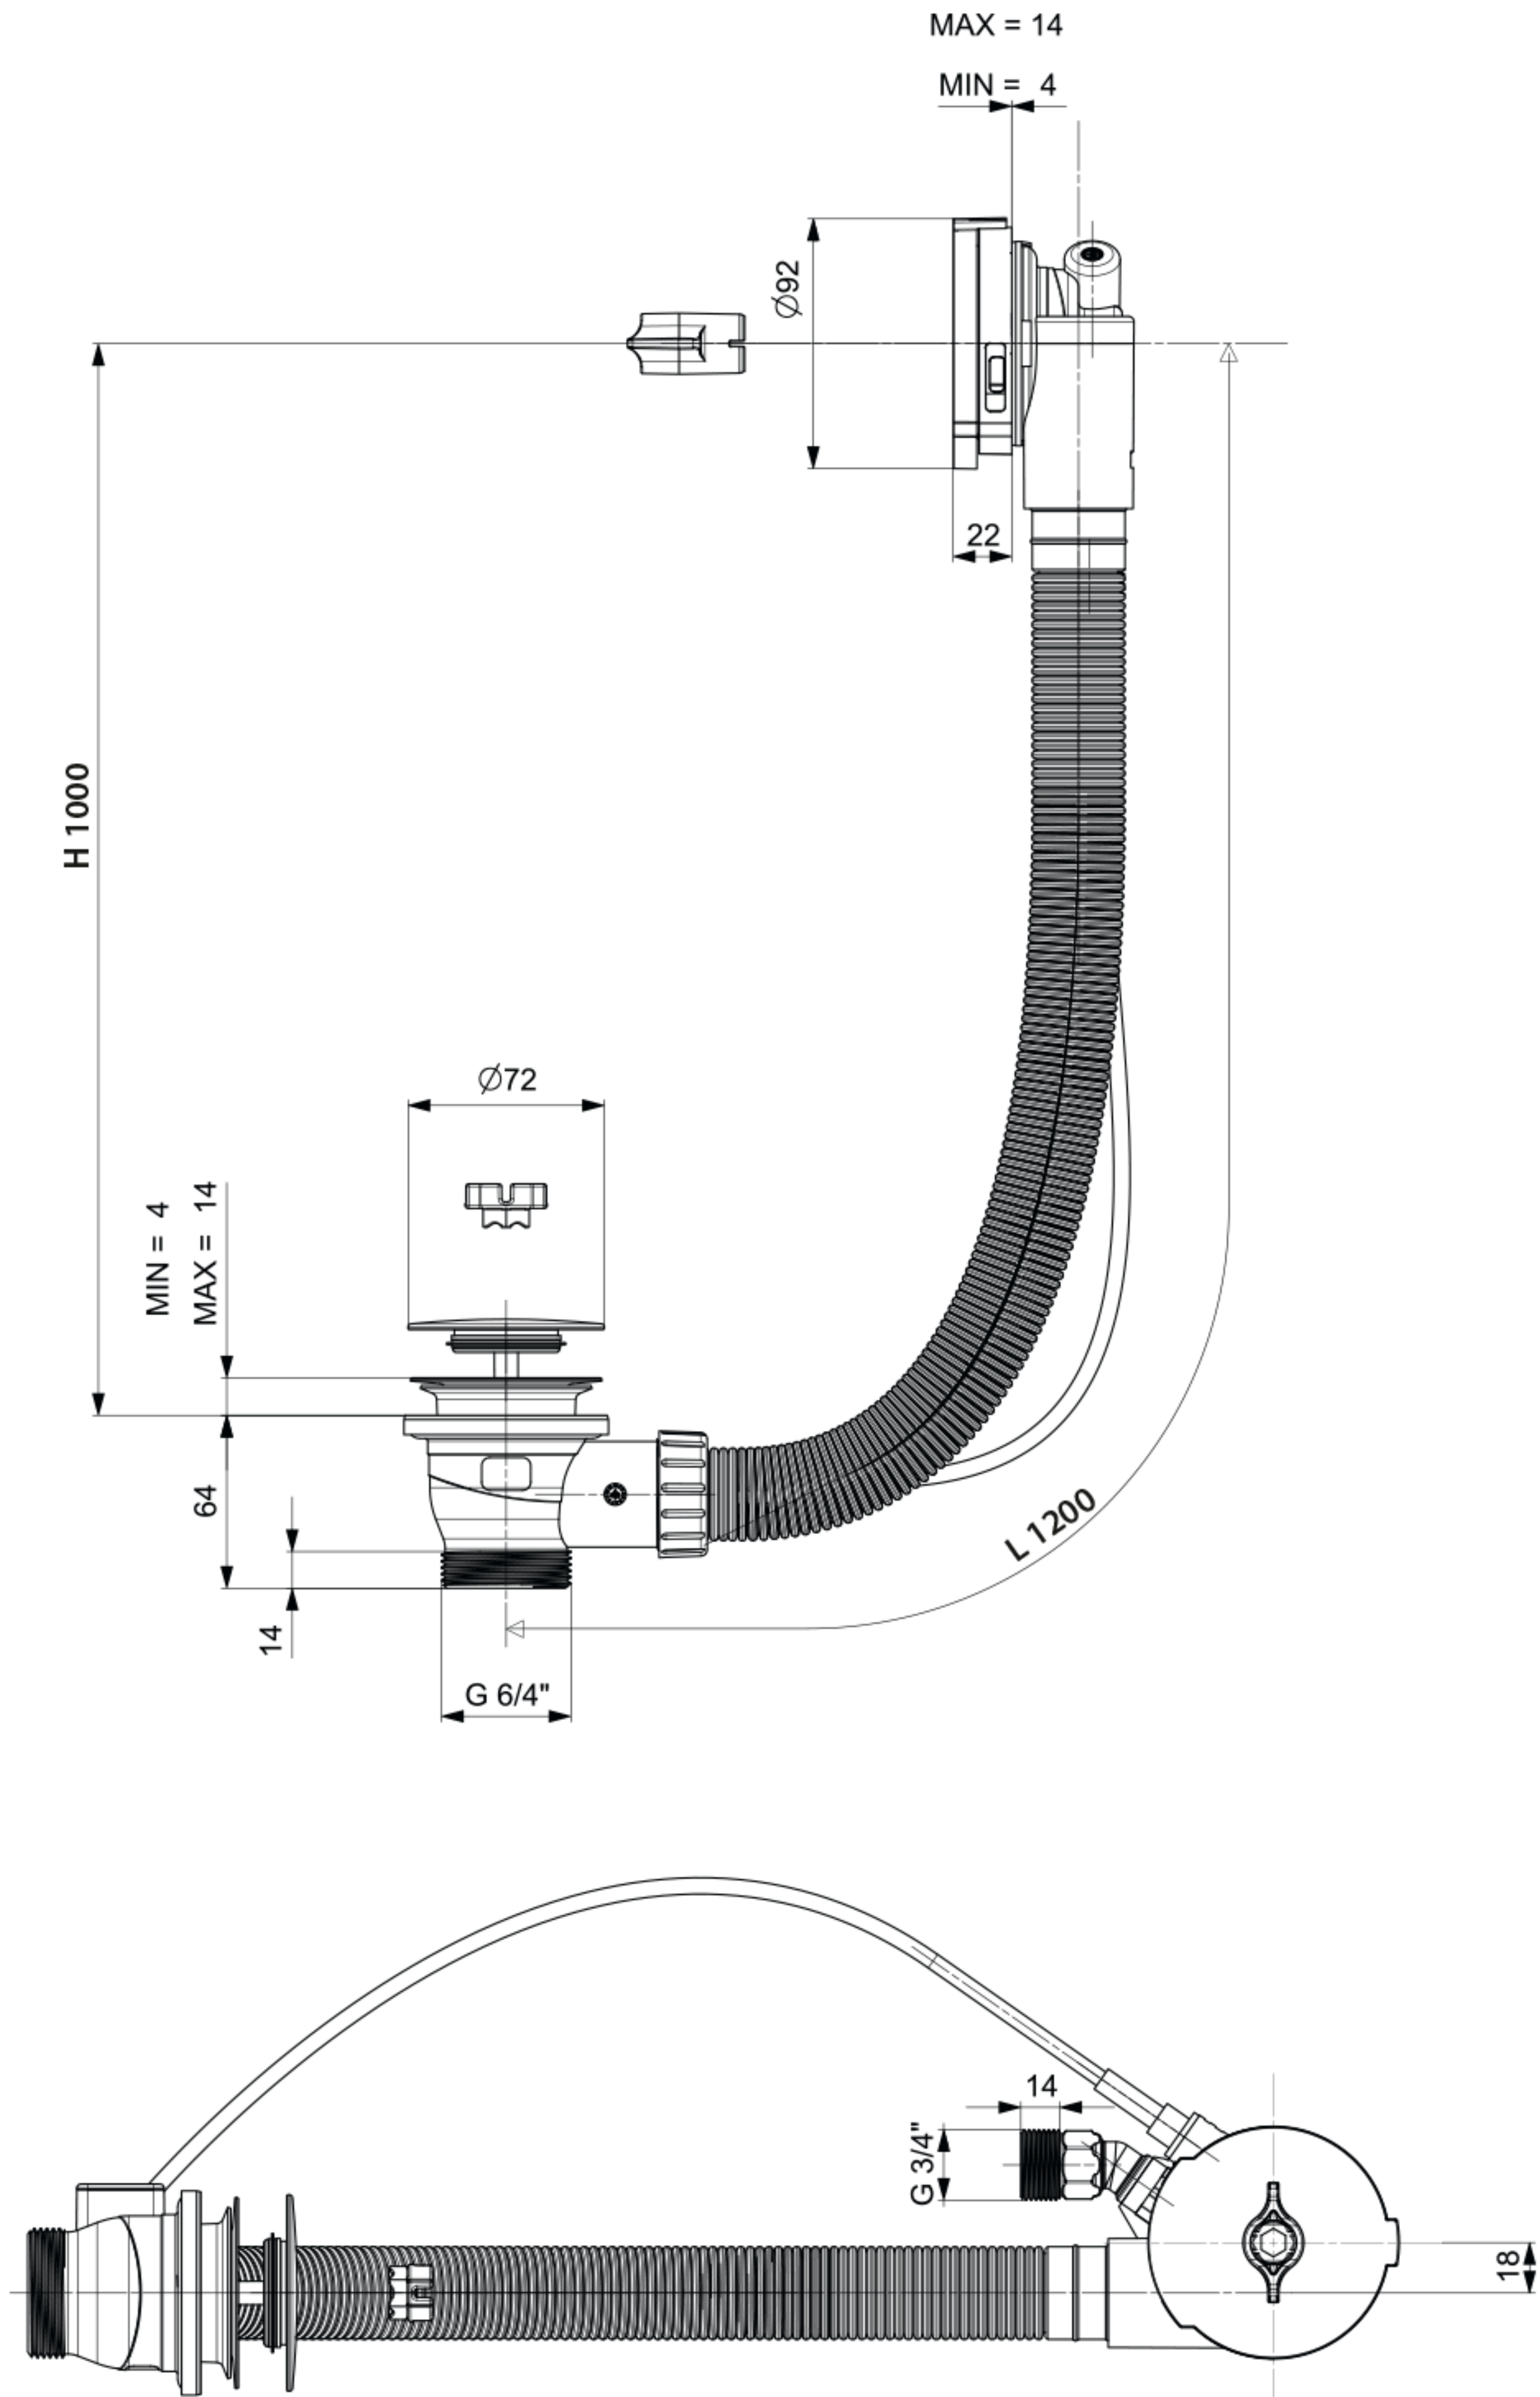 MAX = 14
MIN = 4
Ø92
22
H 1000
Ø72
MIN = 4
MAX = 14
64
14
L 1200
G 6/4"
14
G 3/4"
18